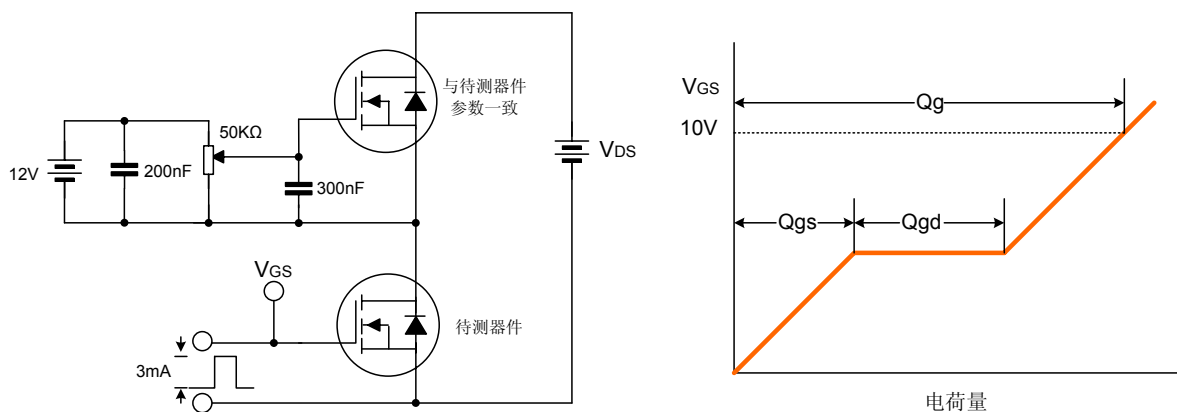 与待测器件
参数一致
50KΩ
12V
200nF
300nF
VDS
VGS
待测器件
3mA
VGS
10V
Qg
Qgs
Qgd
电荷量